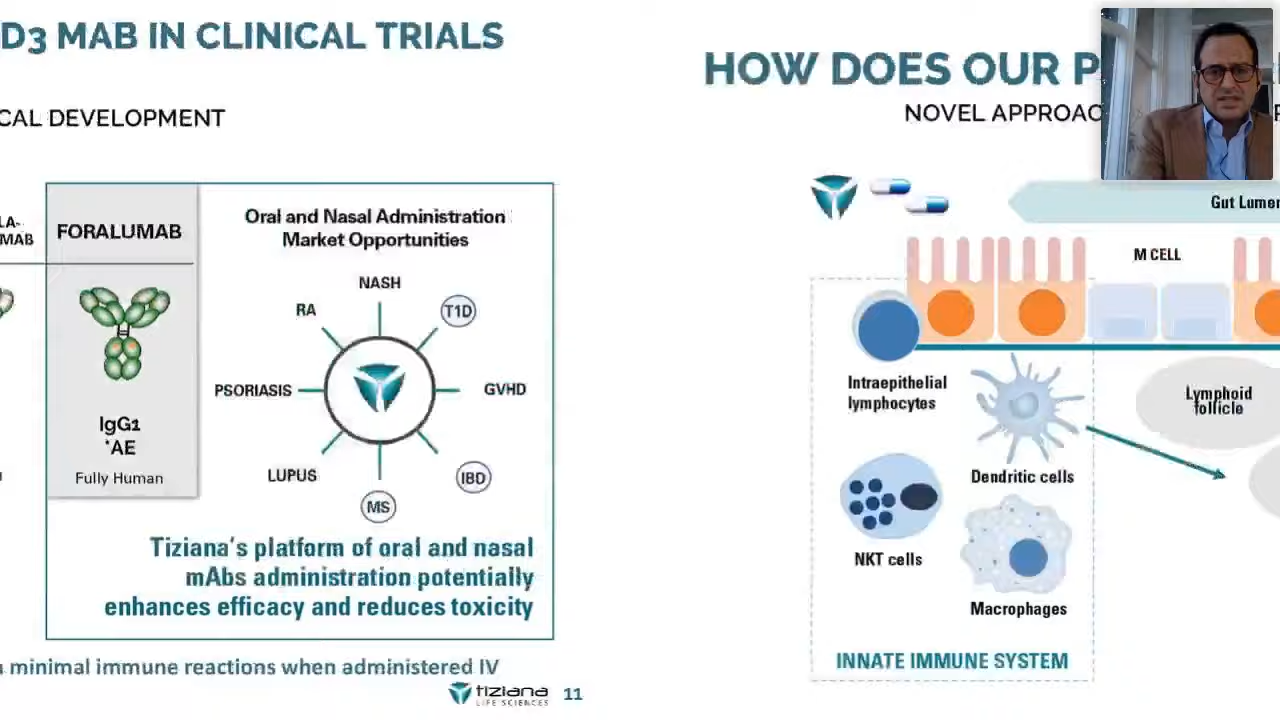 D3 MAB IN CLINICAL TRIALS
CAL DEVELOPMENT
LA-
UMAB
FORALUMAB
IgG1
*AE
Fully Human
Oral and Nasal Administration
Market Opportunities
NASH
RA
T1D
PSORIASIS
GVHD
LUPUS
IBD
MS
Tiziana's platform of oral and nasal
mAbs administration potentially
enhances efficacy and reduces toxicity
minimal immune reactions when administered IV
tiziana
LIFE SCIENCES
11
HOW DOES OUR P
NOVEL APPROAC
Gut Lumen
M CELL
Intraepithelial
lymphocytes
Lymphoid
follicle
Dendritic cells
NKT cells
Macrophages
INNATE IMMUNE SYSTEM